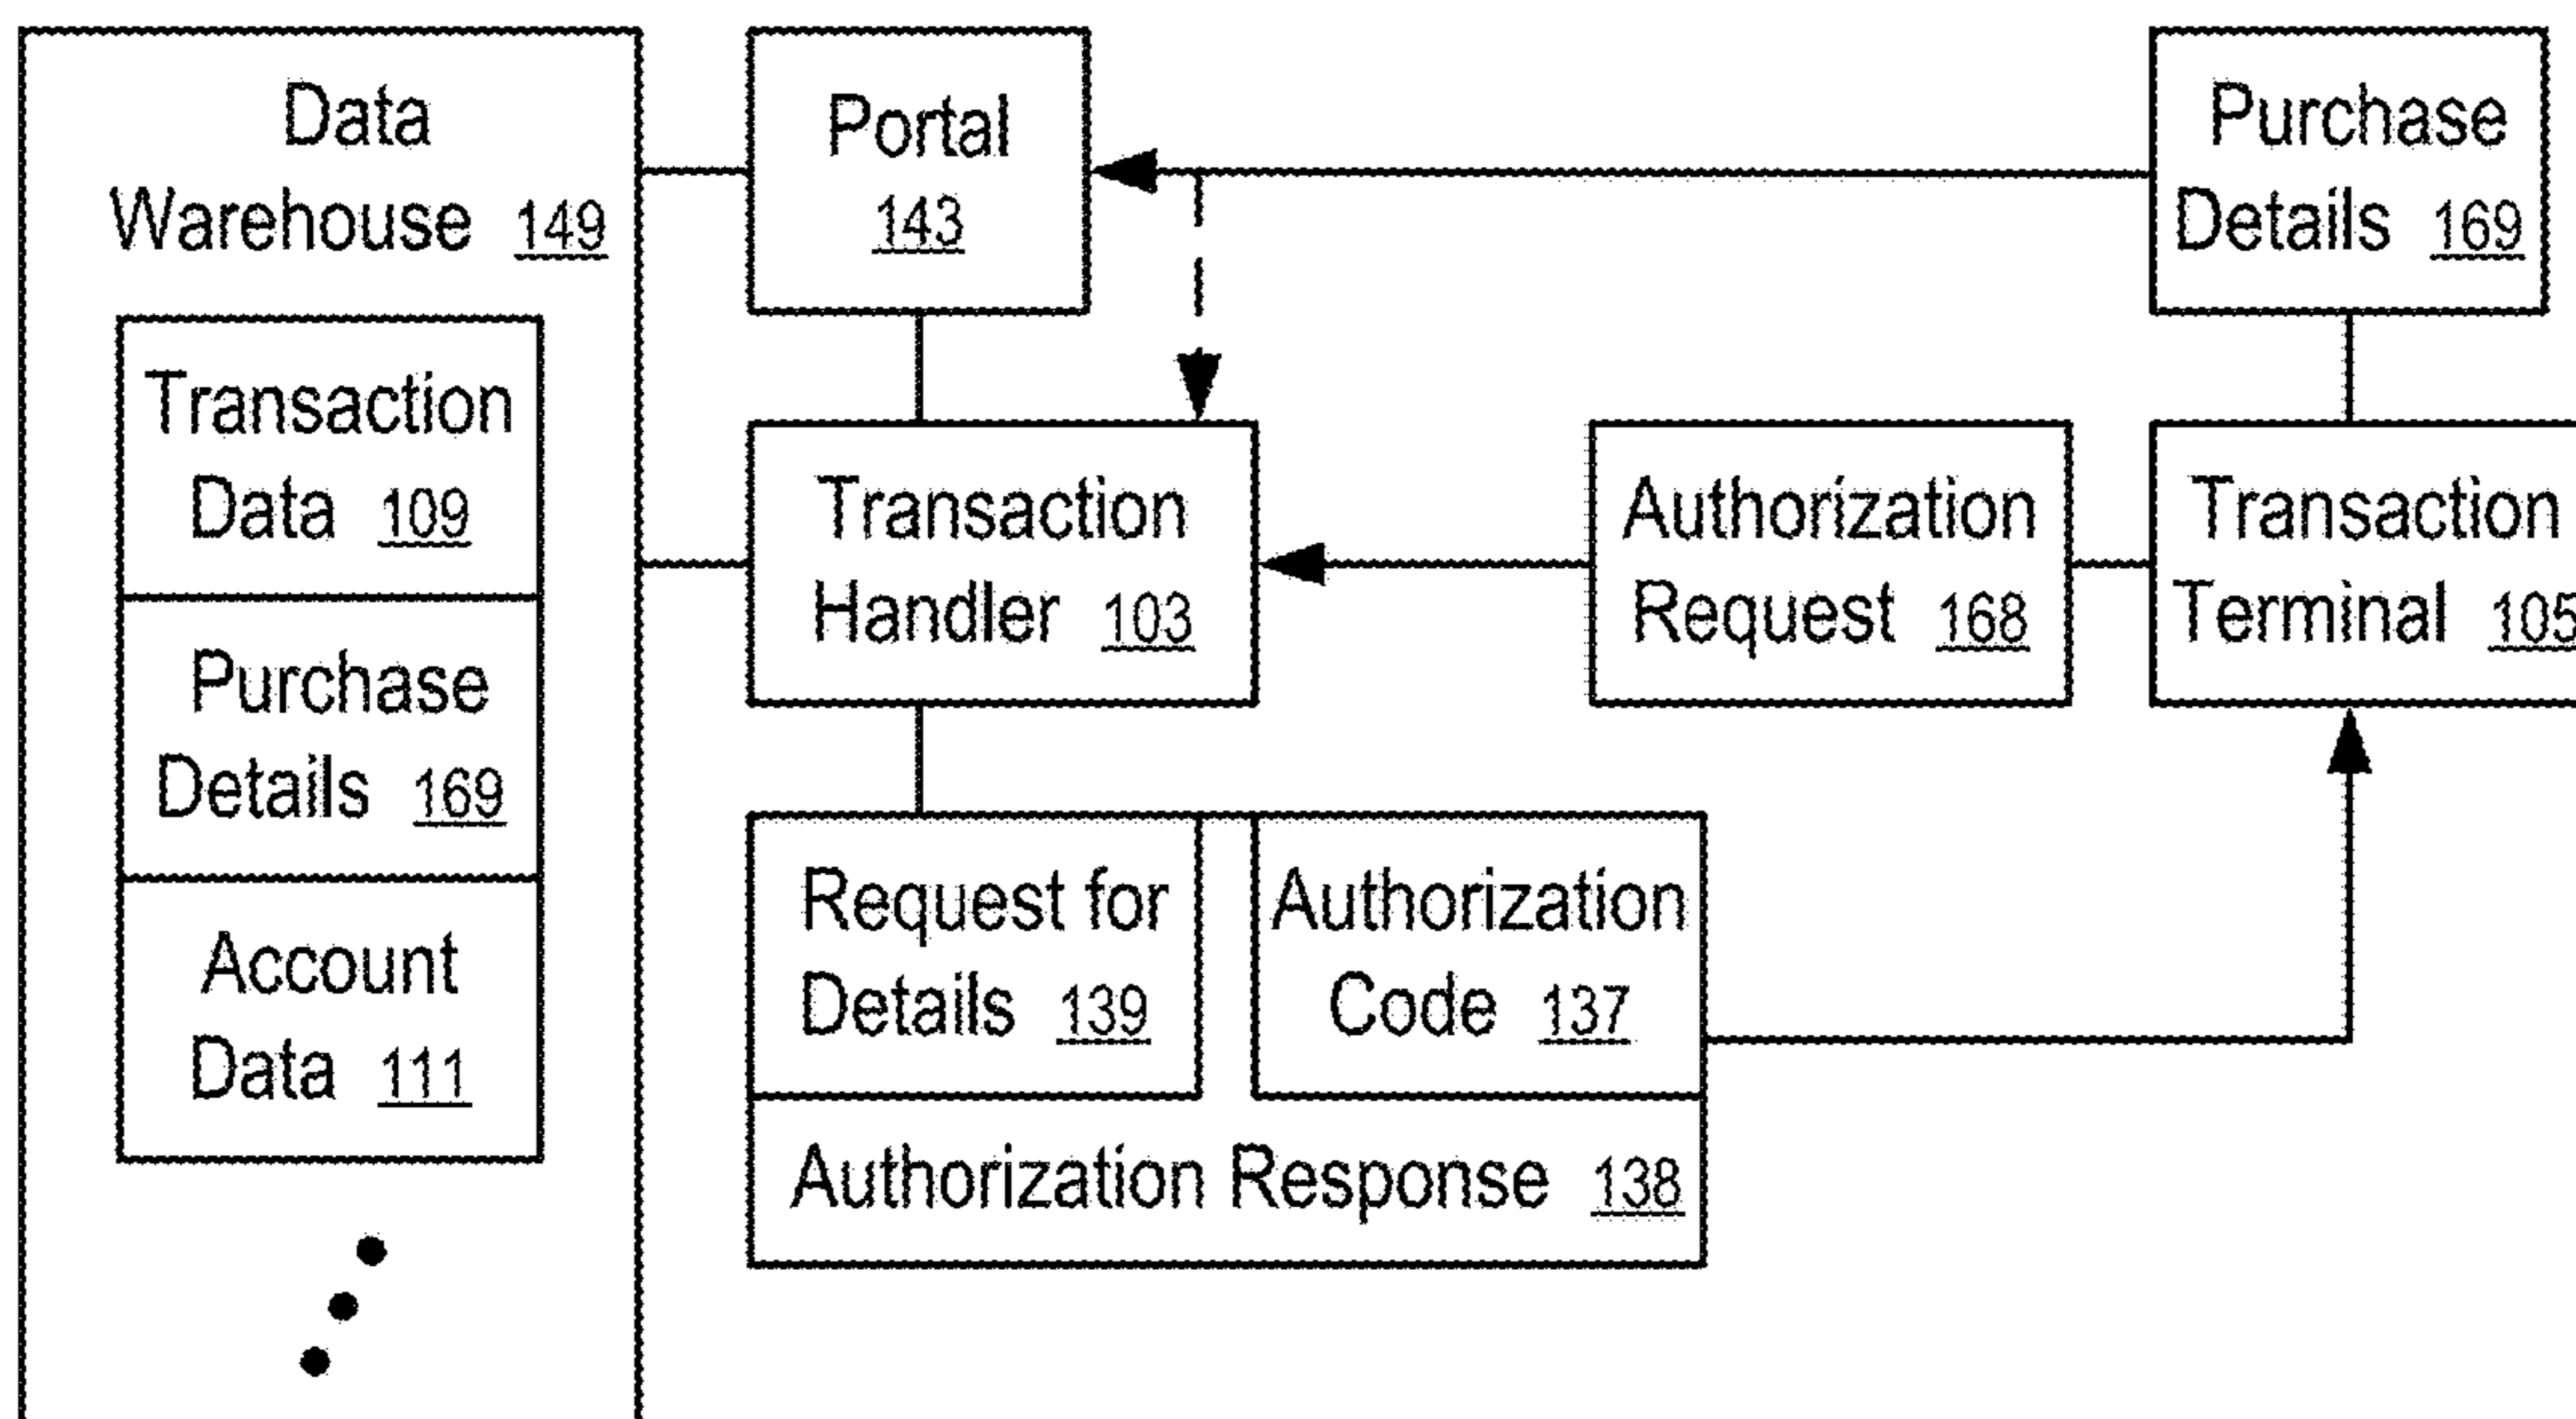 Data
Warehouse 149
Transaction
Data 109
Purchase
Details 169
Account
Data 111
Portal
143
Purchase
Details 169
Transaction
Handler 103
Authorization
Request 168
Transaction
Terminal 105
Request for
Details 139
Authorization
Code 137
Authorization Response 138